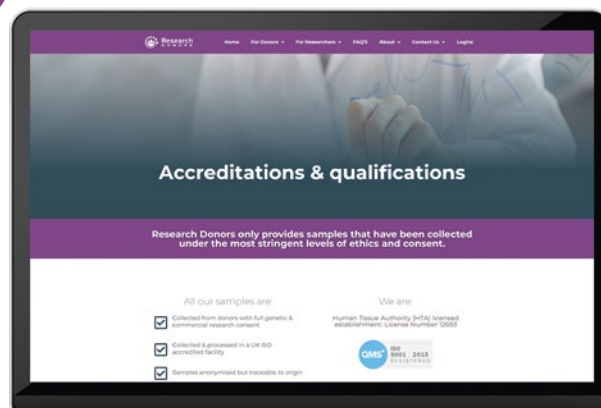 Research
DONORS
Home For Donors For Researchers FAQ'S About Contact Us Logins
Accreditations & qualifications
Research Donors only provides samples that have been collected
under the most stringent levels of ethics and consent.
All our samples are:
Collected from donors with full genetic &
commercial research consent
Collected & processed in a UK ISO
accredited facility
Samples anonymised but traceable to origin
We are:
Human Tissue Authority (HTA) licensed
establishment: License Number 12693
QMS
ISO
9001 : 2015
REGISTERED